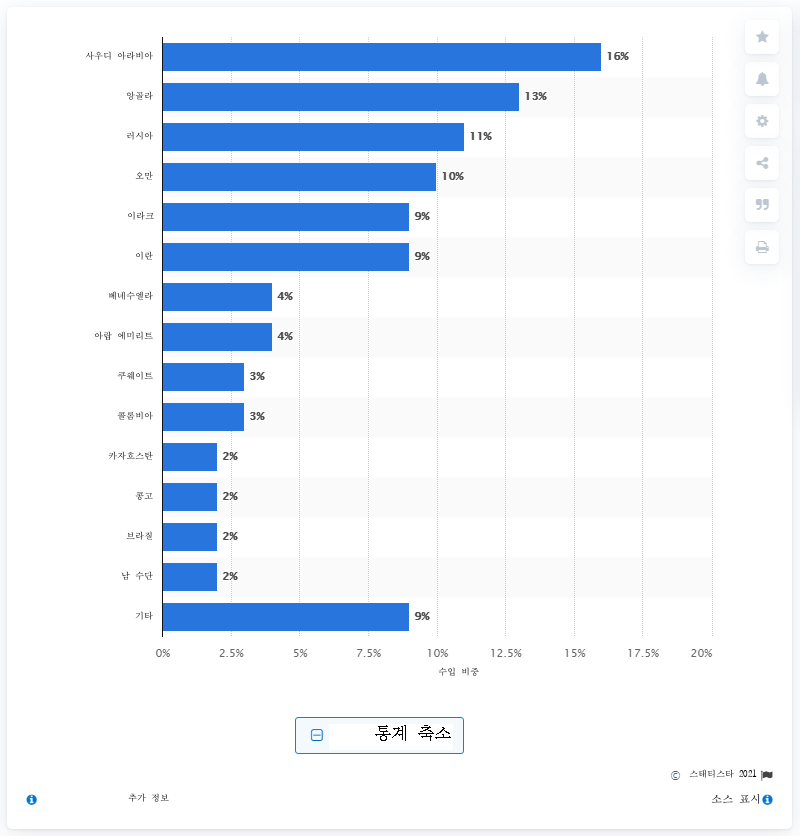 사우디 아라비아 16%
앙골라 13%
러시아 11%
오만 10%
이라크 9%
이란 9%
베네수엘라 4%
아랍 에미리트 4%
쿠웨이트 3%
콜롬비아 3%
카자흐스탄 2%
콩고 2%
브라질 2%
남 수단 2%
기타 9%
0% 2.5% 5% 7.5% 10% 12.5% 15% 17.5% 20%
수입 비중
통계 축소
© 스태티스타 2021
추가 정보 소스 표시